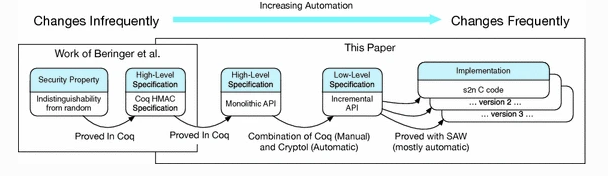 Increasing Automation
Changes Infrequently
Changes Frequently
Work of Beringer et al.
This Paper
Security Property
Indistinguishability
from random
High-Level
Specification
Coq HMAC
Specification
High-Level
Specification
Monolithic API
Low-Level
Specification
Incremental
API
Implementation
s2n C code
... version 2 ...
... version 3 ...
Proved In Coq
Proved In Coq
Combination of Coq (Manual)
and Cryptol (Automatic)
Proved with SAW
(mostly automatic)